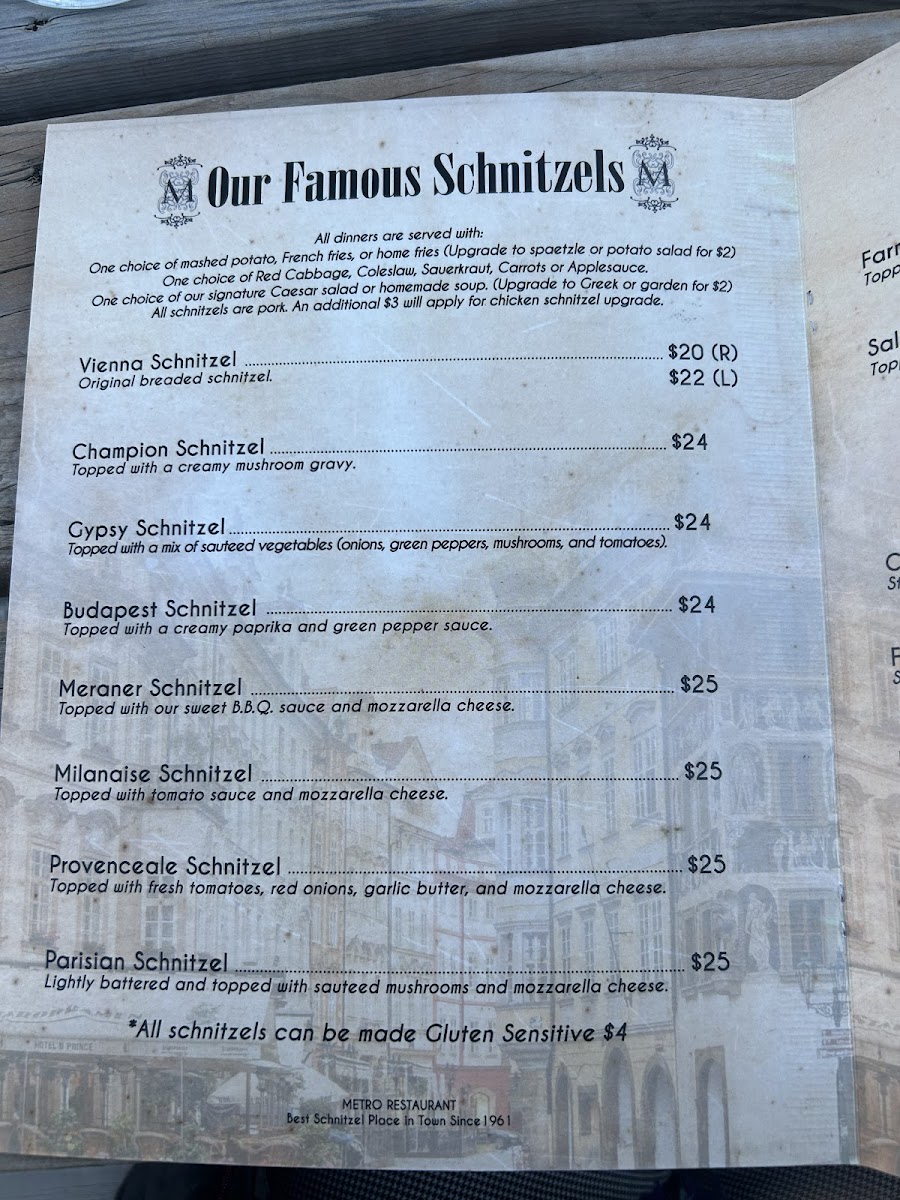 M Our Famous Schnitzels M
All dinners are served with:
One choice of mashed potato, French fries, or home fries (Upgrade to spaetzle or potato salad for $2)
One choice of Red Cabbage, Coleslaw, Sauerkraut, Carrots or Applesauce.
One choice of our signature Caesar salad or homemade soup. (Upgrade to Greek or garden for $2)
All schnitzels are pork. An additional $3 will apply for chicken schnitzel upgrade.
Vienna Schnitzel $20 (R)
Original breaded schnitzel. $22 (L)
Champion Schnitzel $24
Topped with a creamy mushroom gravy.
Gypsy Schnitzel $24
Topped with a mix of sauteed vegetables (onions, green peppers, mushrooms, and tomatoes).
Budapest Schnitzel $24
Topped with a creamy paprika and green pepper sauce.
Meraner Schnitzel $25
Topped with our sweet B.B.Q. sauce and mozzarella cheese.
Milanaise Schnitzel $25
Topped with tomato sauce and mozzarella cheese.
Provenceale Schnitzel $25
Topped with fresh tomatoes, red onions, garlic butter, and mozzarella cheese.
Parisian Schnitzel $25
Lightly battered and topped with sauteed mushrooms and mozzarella cheese.
*All schnitzels can be made Gluten Sensitive $4
METRO RESTAURANT
Best Schnitzel Place In Town Since 1961